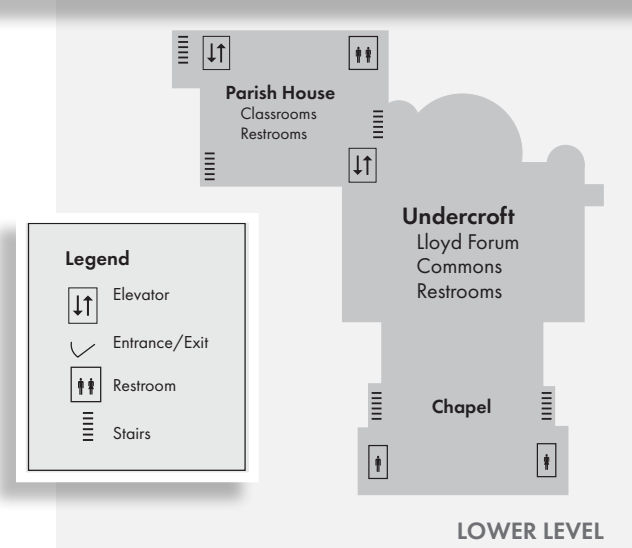 Parish House
Classrooms
Restrooms
Undercroft
Lloyd Forum
Commons
Restrooms
Legend
Elevator
Entrance/Exit
Restroom
Stairs
Chapel
LOWER LEVEL